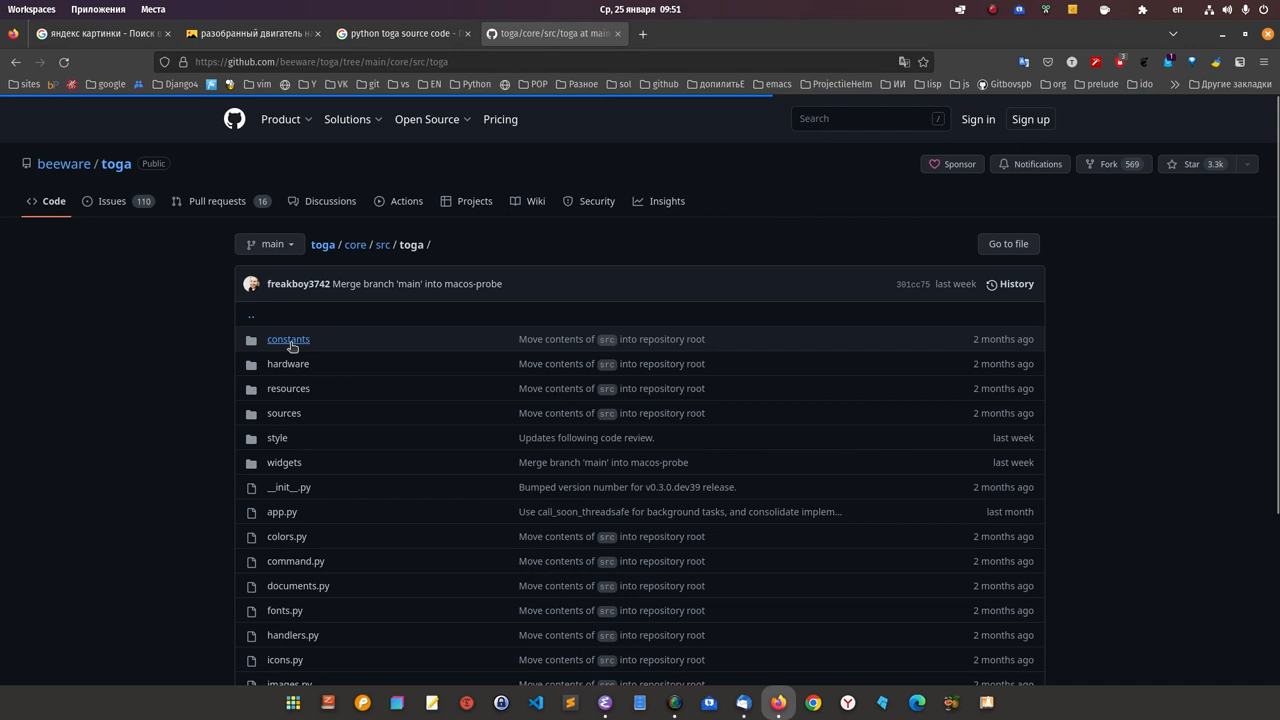 Workspaces Приложения Места Ср, 25 января 09:51 en
яндекс картинки - Поиск в × разобранный двигатель на × python toga source code - П × toga/core/src/toga at main × +
https://github.com/beeware/toga/tree/main/core/src/toga
sites google Django4 vim Y git vs EN Python POP Разное sol github допилитьЕ emacs ProjectileHelm ИИ lisp js Gitbovspb org prelude ido Другие закладки
Product Solutions Open Source Pricing Search / Sign in Sign up
beeware / toga Public Sponsor Notifications Fork 569 Star 3.3k
Code Issues 110 Pull requests 16 Discussions Actions Projects Wiki Security Insights
main toga / core / src / toga / Go to file
freakboy3742 Merge branch 'main' into macos-probe 301cc75 last week History
..
constants Move contents of src into repository root 2 months ago
hardware Move contents of src into repository root 2 months ago
resources Move contents of src into repository root 2 months ago
sources Move contents of src into repository root 2 months ago
style Updates following code review. last week
widgets Merge branch 'main' into macos-probe last week
__init__.py Bumped version number for v0.3.0.dev39 release. 2 months ago
app.py Use call_soon_threadsafe for background tasks, and consolidate implem... last month
colors.py Move contents of src into repository root 2 months ago
command.py Move contents of src into repository root 2 months ago
documents.py Move contents of src into repository root 2 months ago
fonts.py Move contents of src into repository root 2 months ago
handlers.py Move contents of src into repository root 2 months ago
icons.py Move contents of src into repository root 2 months ago
images.py Move contents of src into repository root 2 months ago